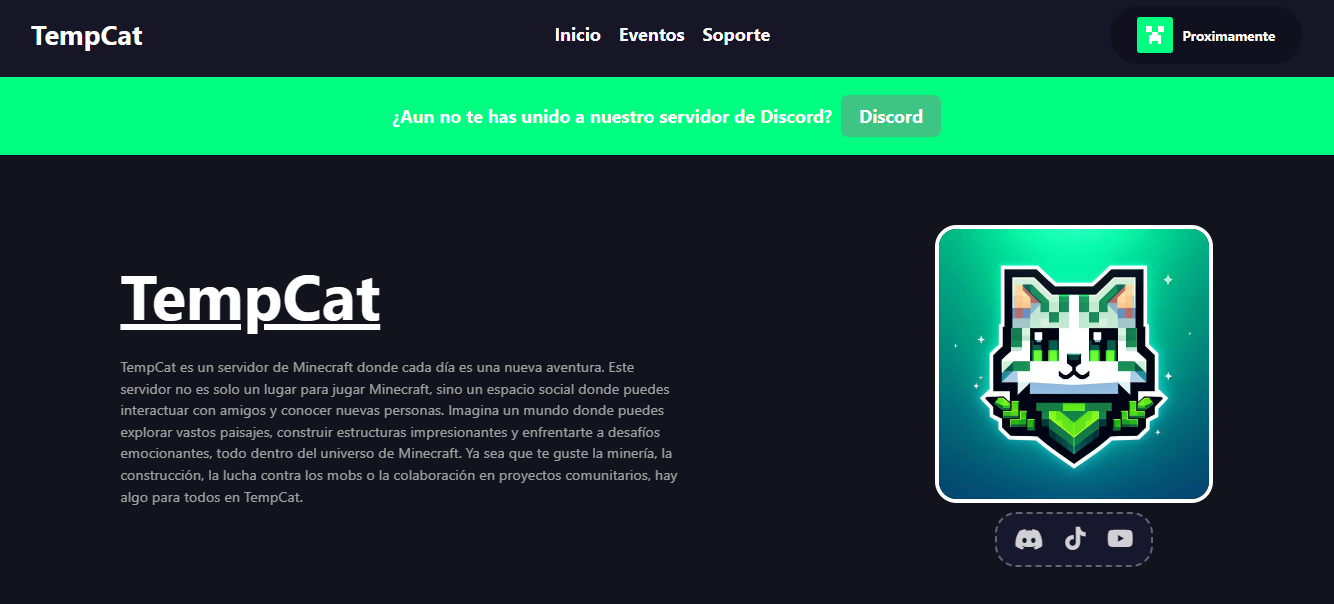 TempCat
Inicio Eventos Soporte
Proximamente
¿Aun no te has unido a nuestro servidor de Discord? Discord
TempCat
TempCat es un servidor de Minecraft donde cada día es una nueva aventura. Este
servidor no es solo un lugar para jugar Minecraft, sino un espacio social donde puedes
interactuar con amigos y conocer nuevas personas. Imagina un mundo donde puedes
explorar vastos paisajes, construir estructuras impresionantes y enfrentarte a desafíos
emocionantes, todo dentro del universo de Minecraft. Ya sea que te guste la minería, la
construcción, la lucha contra los mobs o la colaboración en proyectos comunitarios, hay
algo para todos en TempCat.